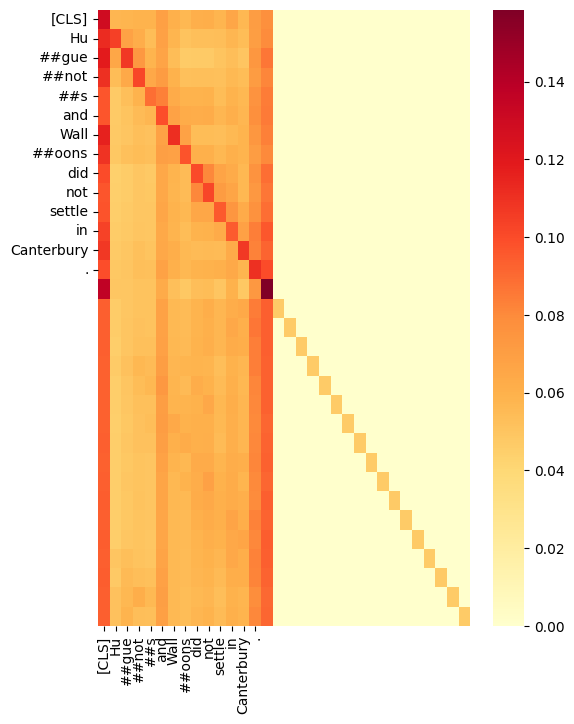 [CLS]
Hu
##gue
##not
##s
and
Wall
##oons
did
not
settle
in
Canterbury
.
[CLS]
Hu
##gue
##not
##s
and
Wall
##oons
did
not
settle
in
Canterbury
.
0.14
0.12
0.10
0.08
0.06
0.04
0.02
0.00